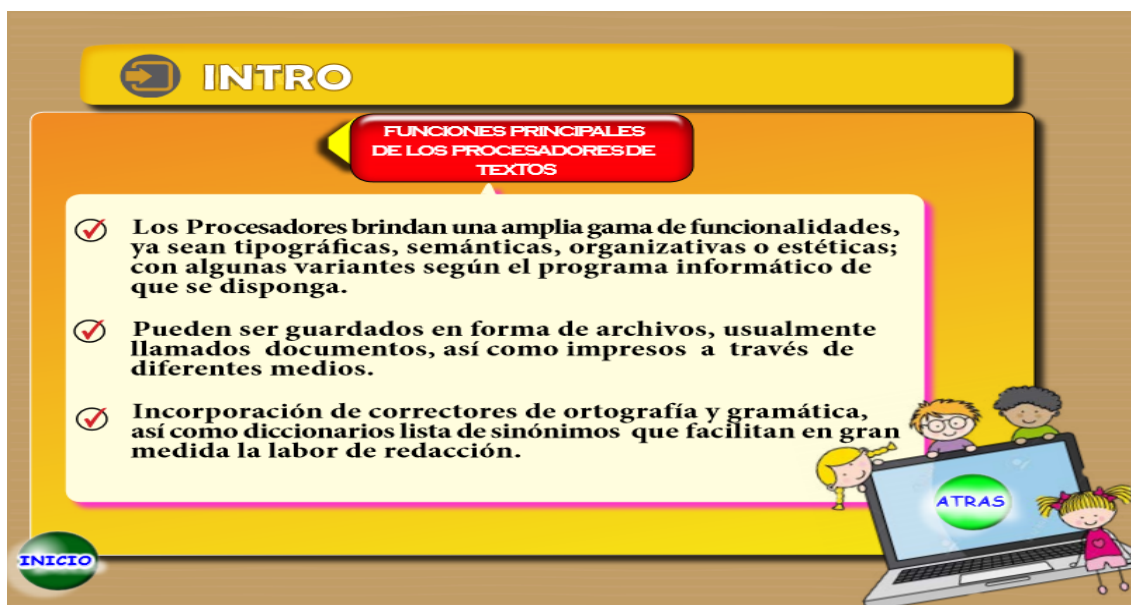 INTRO
FUNCIONES PRINCIPALES
DE LOS PROCESADORES DE
TEXTOS
Los Procesadores brindan una amplia gama de funcionalidades,
ya sean tipográficas, semánticas, organizativas o estéticas;
con algunas variantes según el programa informático de
que se disponga.
Pueden ser guardados en forma de archivos, usualmente
llamados documentos, así como impresos a través de
diferentes medios.
Incorporación de correctores de ortografía y gramática,
así como diccionarios lista de sinónimos que facilitan en gran
medida la labor de redacción.
ATRAS
INICIO